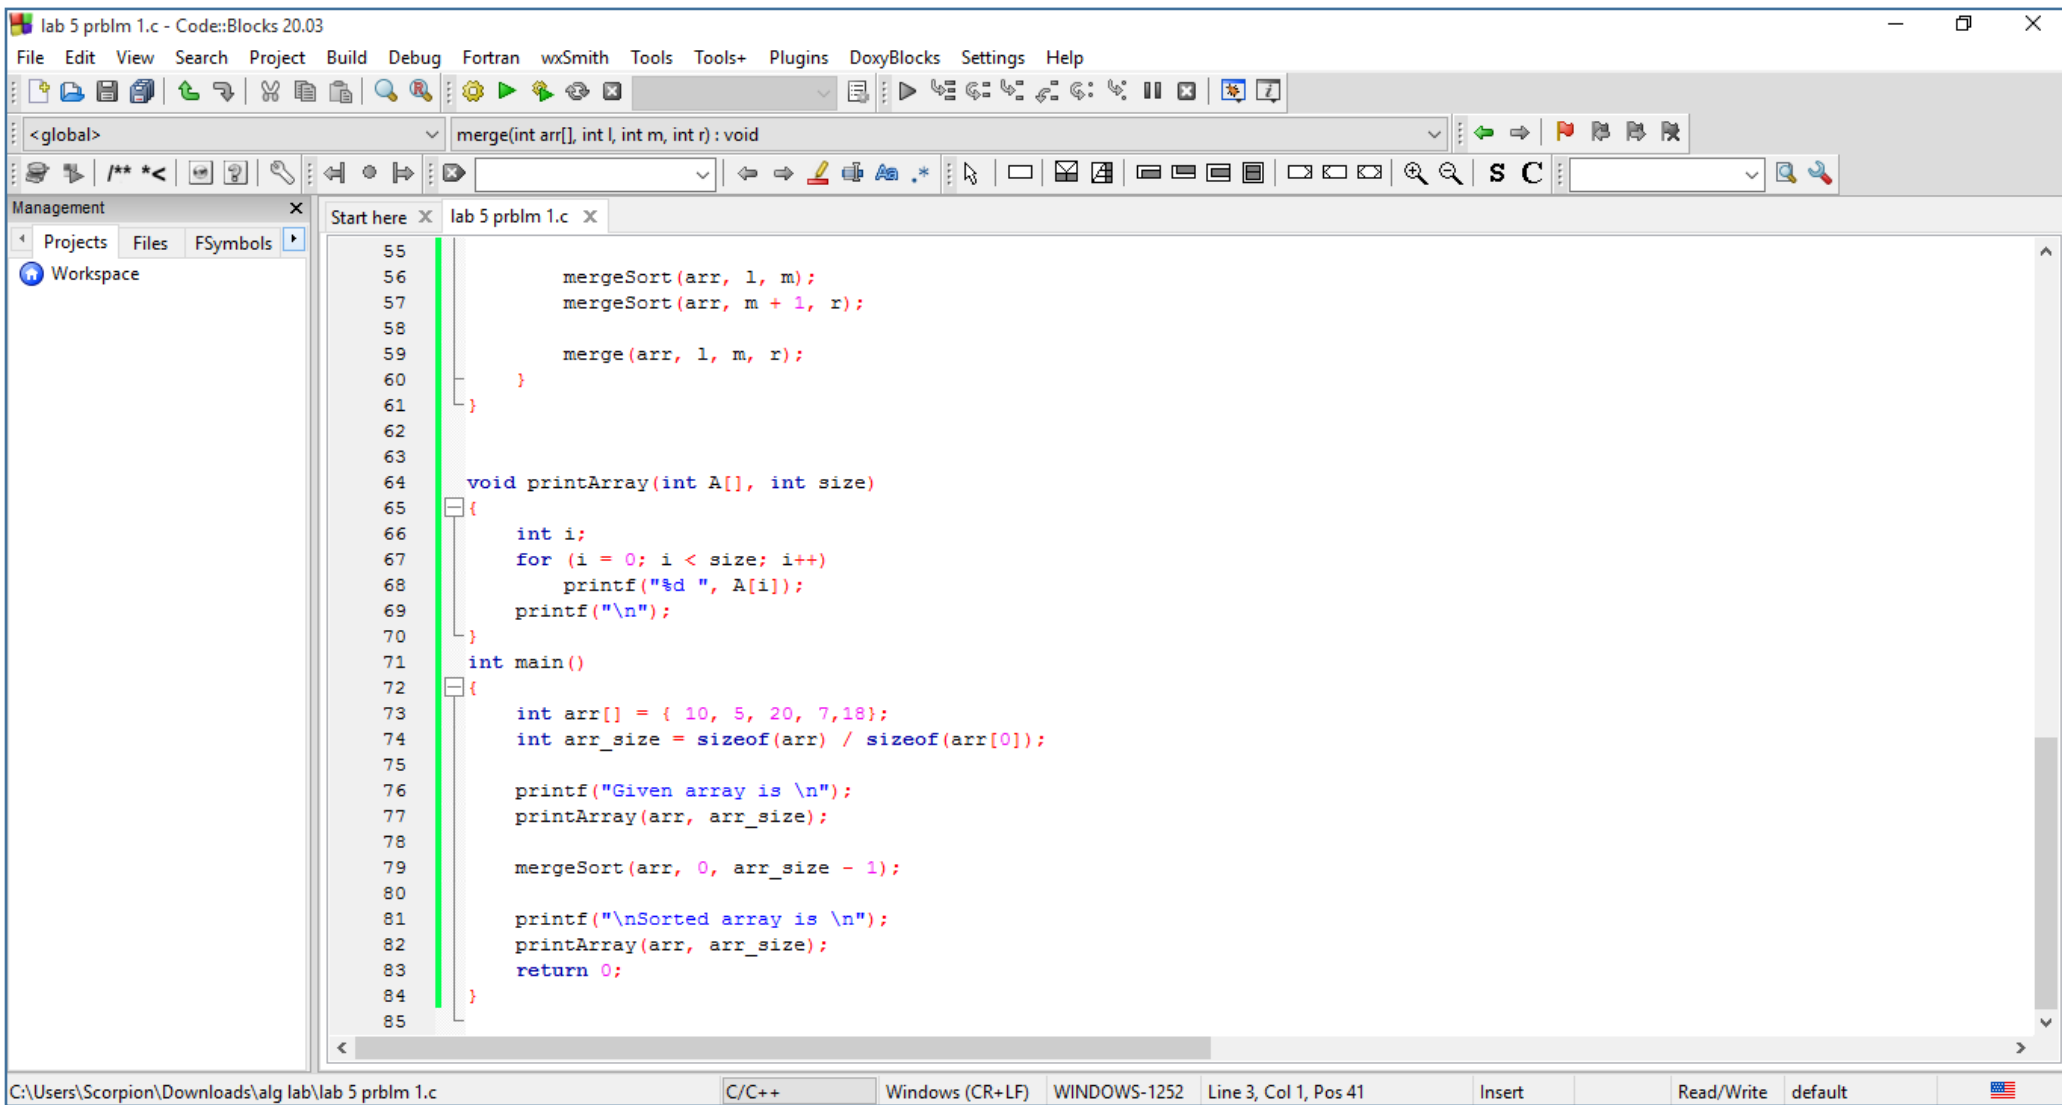 lab 5 prblm 1.c - Code::Blocks 20.03
File Edit View Search Project Build Debug Fortran wxSmith Tools Tools+ Plugins DoxyBlocks Settings Help
<global> merge(int arr[], int l, int m, int r) : void
/** *< S C
Management
Start here lab 5 prblm 1.c
Projects Files FSymbols
Workspace
55
56 mergeSort(arr, l, m);
57 mergeSort(arr, m + 1, r);
58
59 merge(arr, l, m, r);
60 }
61 }
62
63
64 void printArray(int A[], int size)
65 {
66 int i;
67 for (i = 0; i < size; i++)
68 printf("%d ", A[i]);
69 printf("\n");
70 }
71 int main()
72 {
73 int arr[] = { 10, 5, 20, 7,18};
74 int arr_size = sizeof(arr) / sizeof(arr[0]);
75
76 printf("Given array is \n");
77 printArray(arr, arr_size);
78
79 mergeSort(arr, 0, arr_size - 1);
80
81 printf("\nSorted array is \n");
82 printArray(arr, arr_size);
83 return 0;
84 }
85
C:\Users\Scorpion\Downloads\alg lab\lab 5 prblm 1.c C/C++ Windows (CR+LF) WINDOWS-1252 Line 3, Col 1, Pos 41 Insert Read/Write default